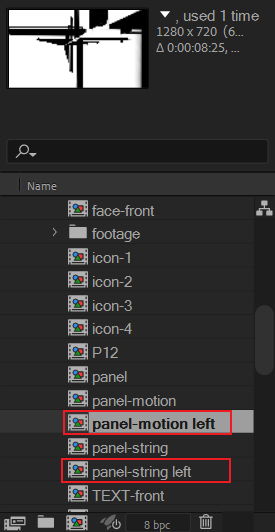 , used 1 time
1280 x 720 (6...
Δ 0:00:08:25, ...
Name
face-front
footage
icon-1
icon-2
icon-3
icon-4
P12
panel
panel-motion
panel-motion left
panel-string
panel-string left
TEXT-front
8 bpc